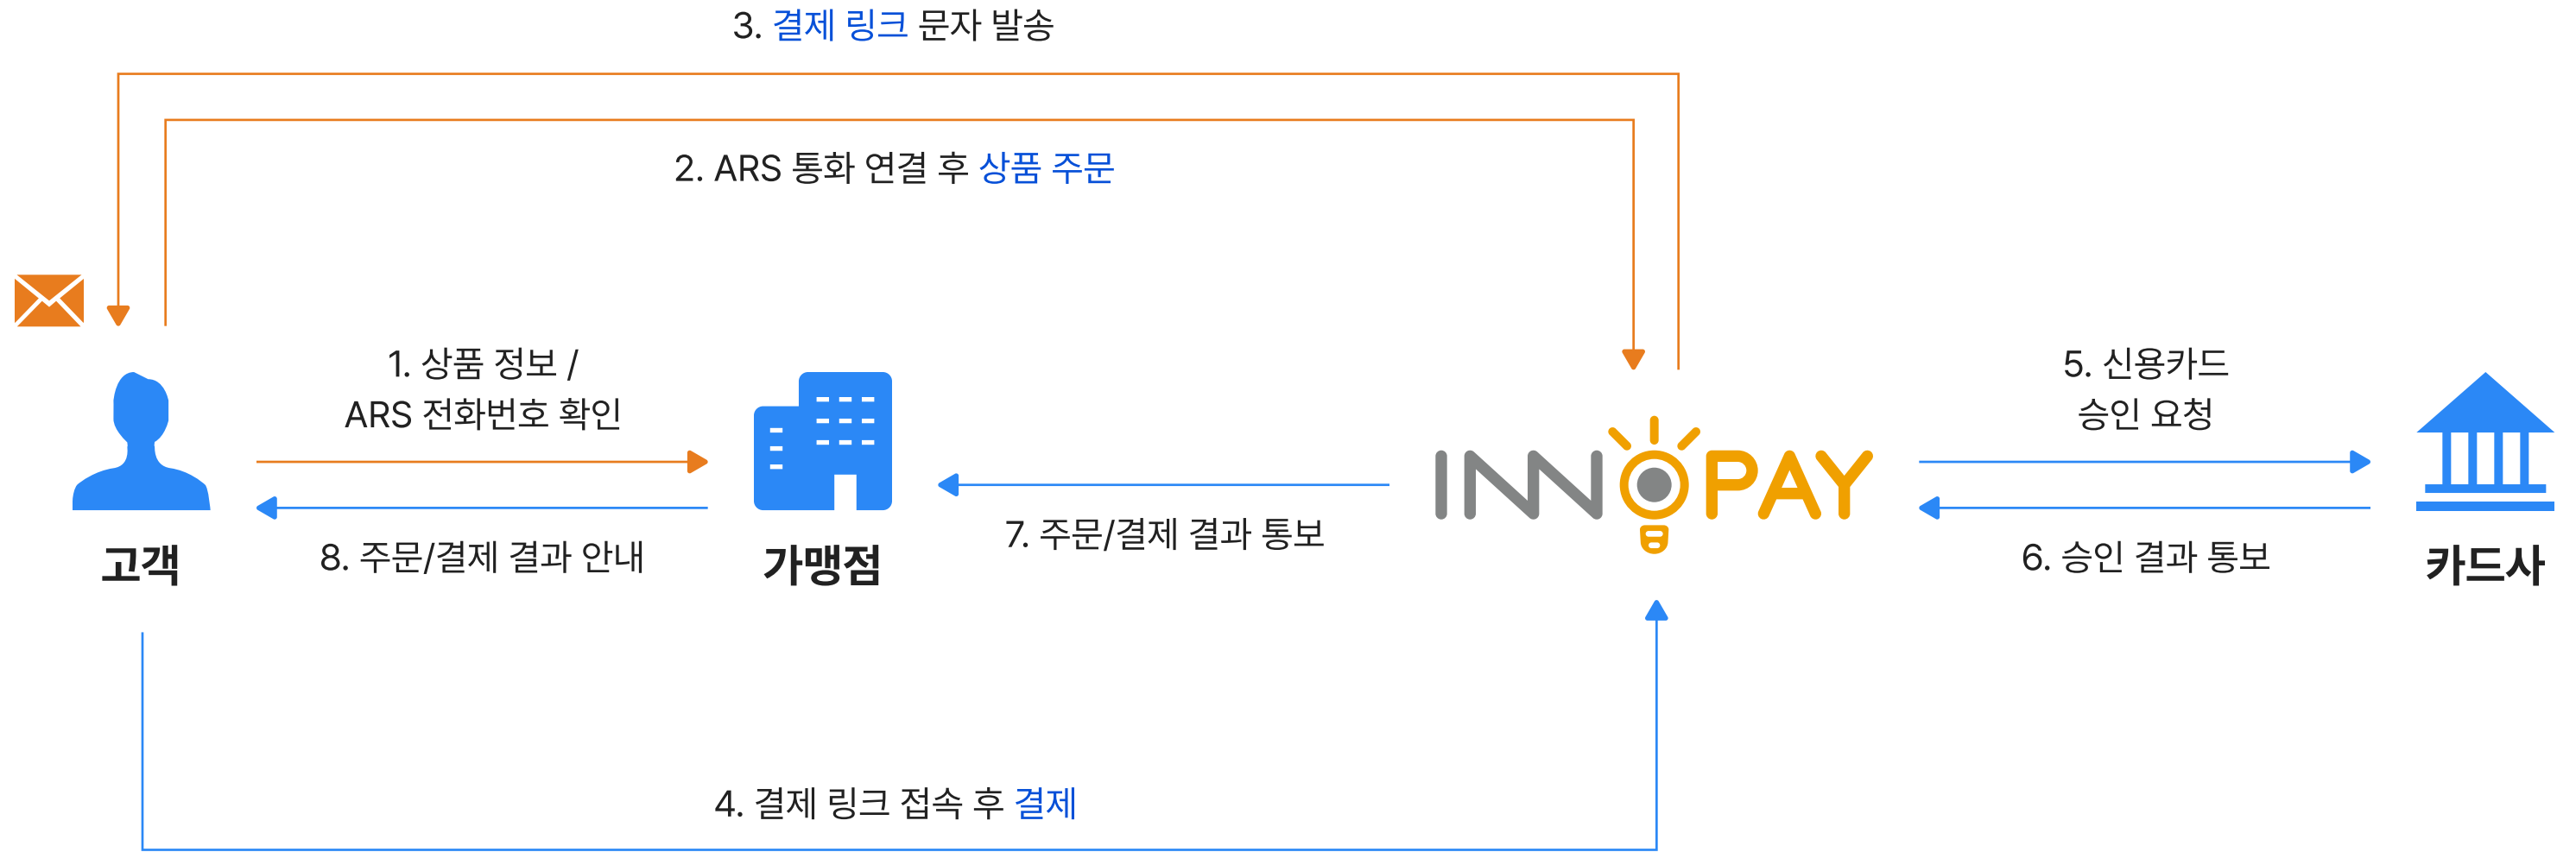 3. 결제 링크 문자 발송
2. ARS 통화 연결 후 상품 주문
1. 상품 정보 /
ARS 전화번호 확인
8. 주문/결제 결과 안내
고객
가맹점
7. 주문/결제 결과 통보
INNOPAY
5. 신용카드
승인 요청
6. 승인 결과 통보
카드사
4. 결제 링크 접속 후 결제